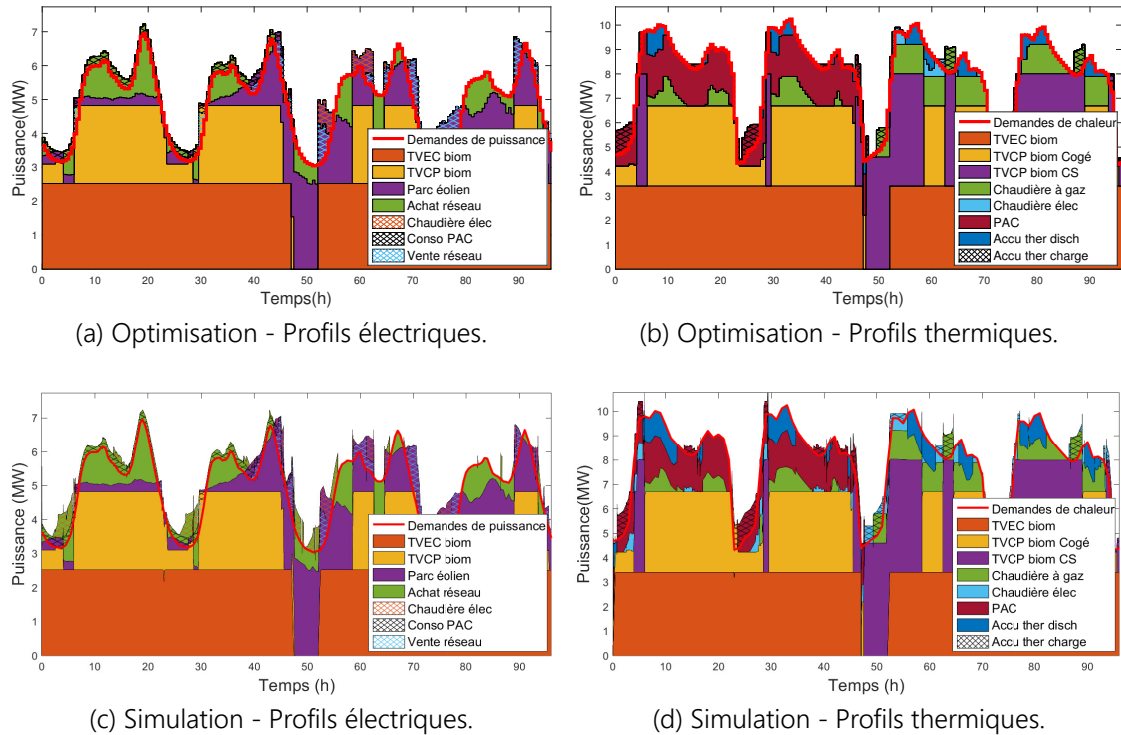 Puissance(MW)
7
6
5
4
3
2
1
0
0 10 20 30 40 50 60 70 80 90
Temps(h)
Demandes de puissance
TVEC biom
TVCP biom
Parc éolien
Achat réseau
Chaudière élec
Conso PAC
Vente réseau
(a) Optimisation - Profils électriques.
Puissance(MW)
10
9
8
7
6
5
4
3
2
1
0
0 10 20 30 40 50 60 70 80 90
Temps(h)
Demandes de chaleur
TVEC biom
TVCP biom Cogé
TVCP biom CS
Chaudière à gaz
Chaudière élec
PAC
Accu ther disch
Accu ther charge
(b) Optimisation - Profils thermiques.
Puissance (MW)
7
6
5
4
3
2
1
0
0 10 20 30 40 50 60 70 80 90
Temps (h)
Demandes de puissance
TVEC biom
TVCP biom
Parc éolien
Achat réseau
Chaudière élec
Conso PAC
Vente réseau
(c) Simulation - Profils électriques.
Puissance(MW)
10
9
8
7
6
5
4
3
2
1
0
0 10 20 30 40 50 60 70 80 90
Temps (h)
Demandes de chaleur
TVEC biom
TVCP biom Cogé
TVCP biom CS
Chaudière à gaz
Chaudière élec
PAC
Accu ther disch
Accu ther charge
(d) Simulation - Profils thermiques.